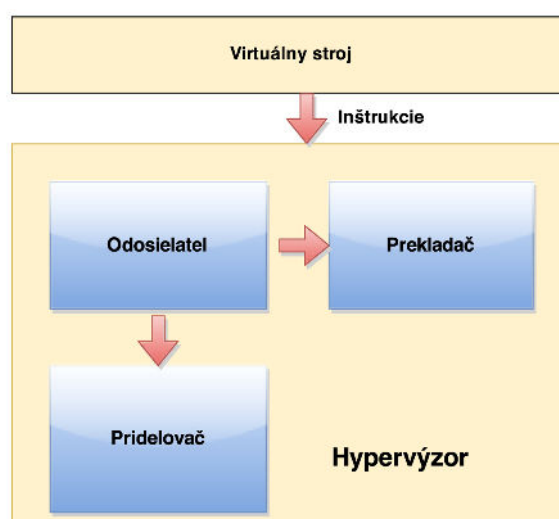 Virtuálny stroj
Inštrukcie
Odosielatel
Prekladač
Pridelovač
Hypervýzor